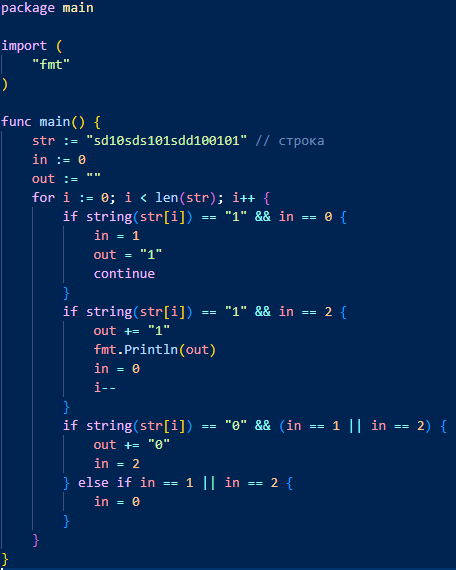 package main

import (
    "fmt"
)

func main() {
    str := "sd10sds101sdd100101" // строка
    in := 0
    out := ""
    for i := 0; i < len(str); i++ {
        if string(str[i]) == "1" && in == 0 {
            in = 1
            out = "1"
            continue
        }
        if string(str[i]) == "1" && in == 2 {
            out += "1"
            fmt.Println(out)
            in = 0
            i--
        }
        if string(str[i]) == "0" && (in == 1 || in == 2) {
            out += "0"
            in = 2
        } else if in == 1 || in == 2 {
            in = 0
        }
    }
}